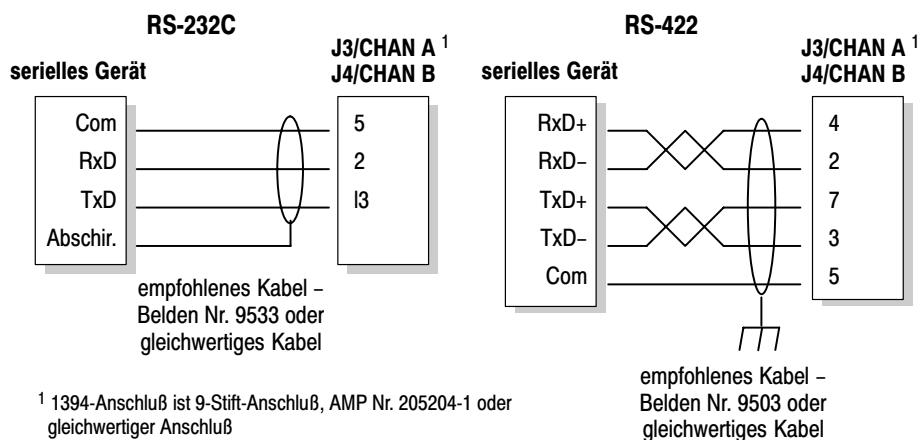 RS-232C
J3/CHAN A 1
J4/CHAN B
serielles Gerät
Com
RxD
TxD
Abschir.
5
2
l3
empfohlenes Kabel –
Belden Nr. 9533 oder
gleichwertiges Kabel
RS-422
J3/CHAN A 1
J4/CHAN B
serielles Gerät
RxD+
RxD–
TxD+
TxD–
Com
4
2
7
3
5
empfohlenes Kabel –
Belden Nr. 9503 oder
gleichwertiges Kabel
1 1394-Anschluß ist 9-Stift-Anschluß, AMP Nr. 205204-1 oder
gleichwertiger Anschluß